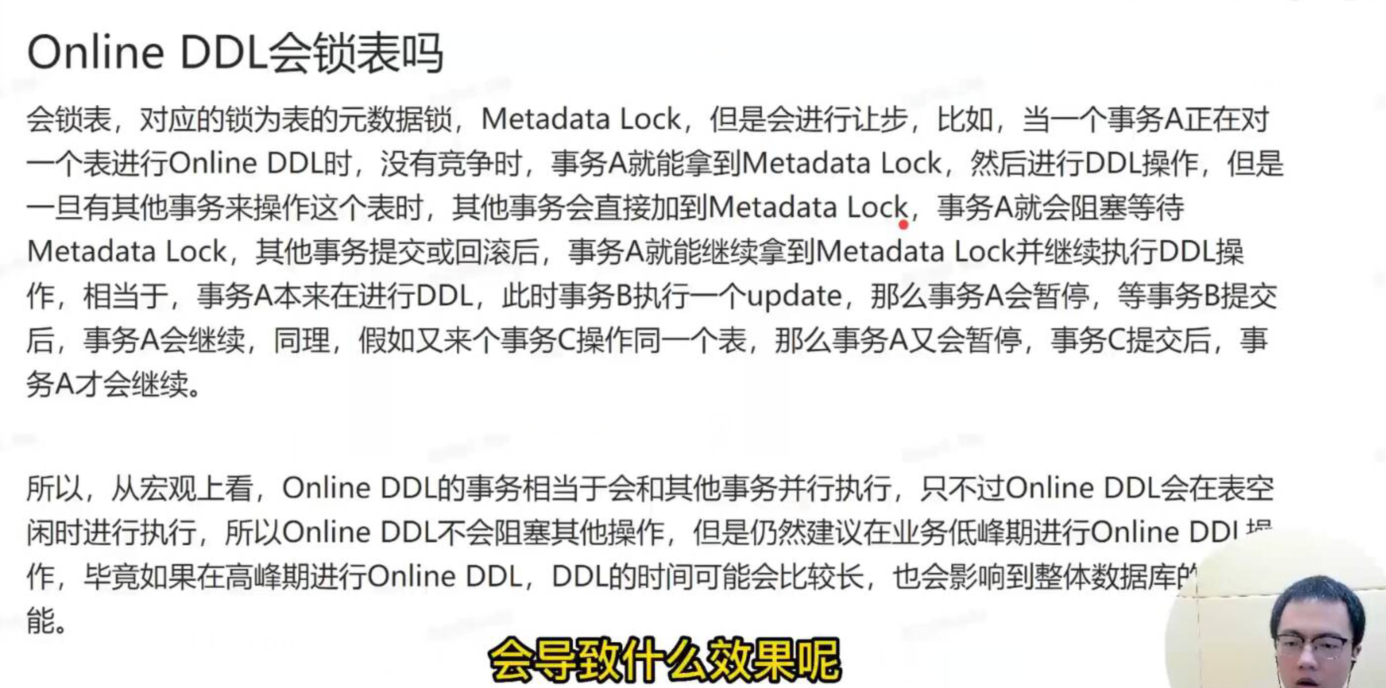 Online DDL会锁表吗
会锁表，对应的锁为表的元数据锁，Metadata Lock，但是会进行让步，比如，当一个事务A正在对
一个表进行Online DDL时，没有竞争时，事务A就能拿到Metadata Lock，然后进行DDL操作，但是
一旦有其他事务来操作这个表时，其他事务会直接加到Metadata Lock，事务A就会阻塞等待
Metadata Lock，其他事务提交或回滚后，事务A就能继续拿到Metadata Lock并继续执行DDL操
作，相当于，事务A本来在进行DDL，此时事务B执行一个update，那么事务A会暂停，等事务B提交
后，事务A会继续，同理，假如又来个事务C操作同一个表，那么事务A又会暂停，事务C提交后，事
务A才会继续。
所以，从宏观上看，Online DDL的事务相当于会和其他事务并行执行，只不过Online DDL会在表空
闲时进行执行，所以Online DDL不会阻塞其他操作，但是仍然建议在业务低峰期进行Online DDL操
作，毕竟如果在高峰期进行Online DDL，DDL的时间可能会比较长，也会影响到整体数据库的
能。
会导致什么效果呢